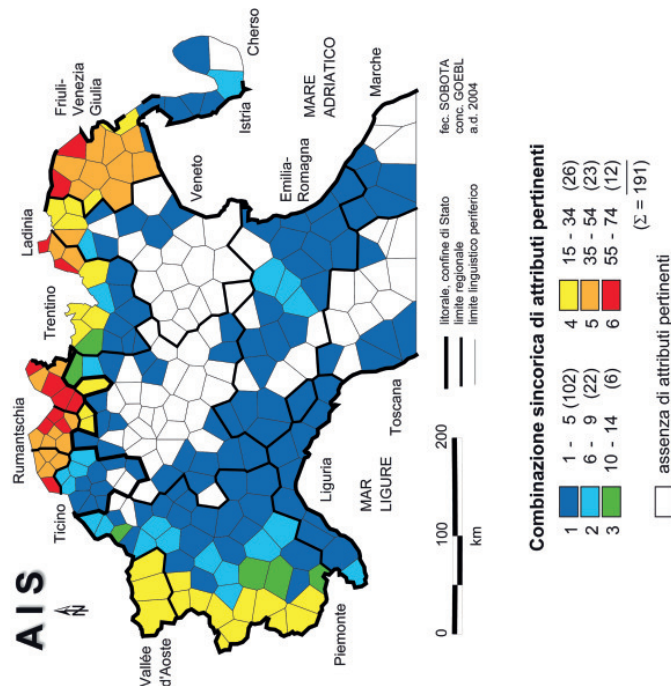 AIS
N
Vallée
d'Aoste
Piemonte
Ticino
Rumantschia
Trentino
Ladinia
Friuli-
Venezia
Giulia
Veneto
Istria
Cherso
Emilia-
Romagna
MARE
ADRIATICO
Marche
Liguria
MAR
LIGURE
Toscana
0 100 200
km
litorale, confine di Stato
limite regionale
limite linguistico periferico
fec. SOBOTA
conc. GOEBL
a.d. 2004
Combinazione sincorica di attributi pertinenti
1 1 - 5 (102)
2 6 - 9 (22)
3 10 - 14 (6)
4 15 - 34 (26)
5 35 - 54 (23)
6 55 - 74 (12)
(Σ = 191)
assenza di attributi pertinenti